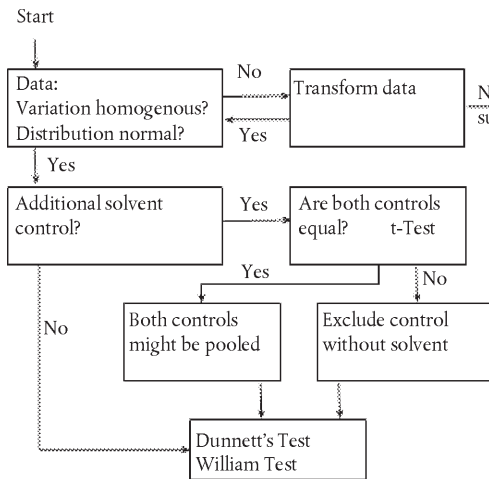 Start
Data:
Variation homogenous?
Distribution normal?
No
Yes
Transform data
Yes
Additional solvent
control?
Yes
Are both controls
equal? t-Test
Yes
No
No
Both controls
might be pooled
Exclude control
without solvent
Dunnett's Test
William Test